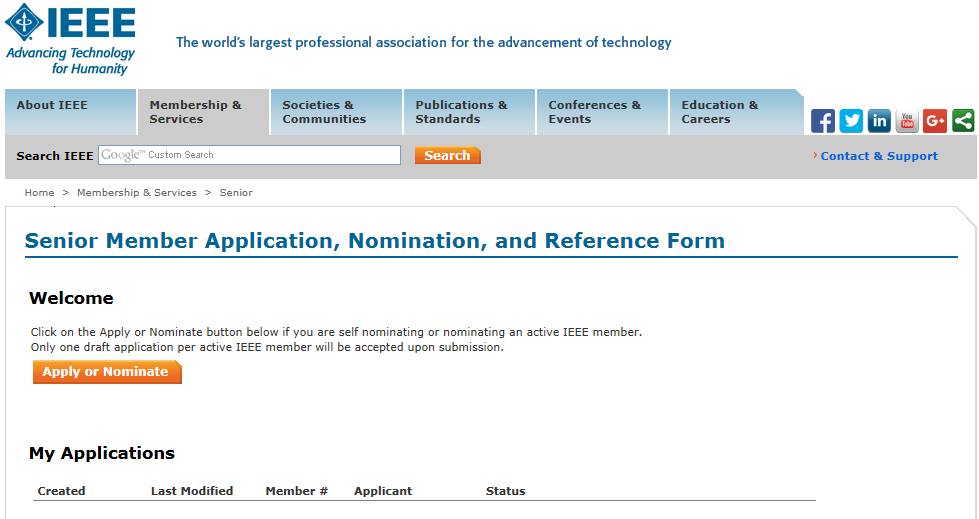 IEEE
Advancing Technology
for Humanity
The world's largest professional association for the advancement of technology
About IEEE
Membership &
Services
Societies &
Communities
Publications &
Standards
Conferences &
Events
Education &
Careers
f
in
You
Tube
G+
Search IEEE
Google™ Custom Search
Search
Contact & Support
Home > Membership & Services > Senior
Senior Member Application, Nomination, and Reference Form
Welcome
Click on the Apply or Nominate button below if you are self nominating or nominating an active IEEE member.
Only one draft application per active IEEE member will be accepted upon submission.
Apply or Nominate
My Applications
Created Last Modified Member # Applicant Status